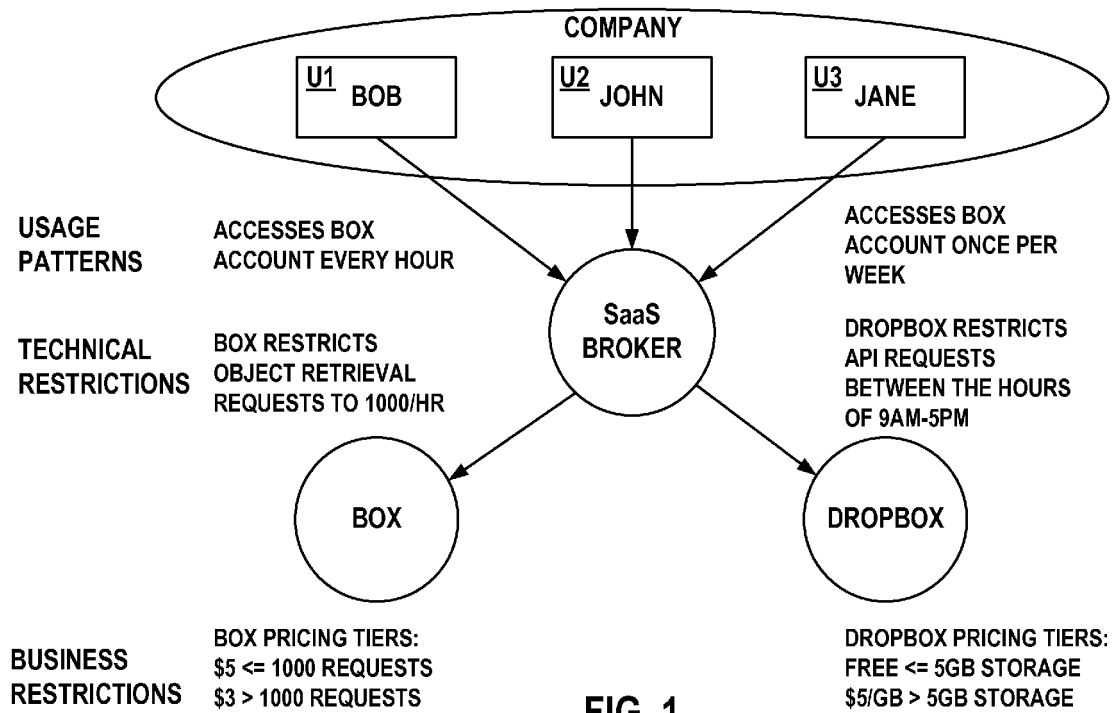 COMPANY
U1
BOB
U2
JOHN
U3
JANE
USAGE
PATTERNS
ACCESSES BOX
ACCOUNT EVERY HOUR
ACCESSES BOX
ACCOUNT ONCE PER
WEEK
SaaS
BROKER
TECHNICAL
RESTRICTIONS
BOX RESTRICTS
OBJECT RETRIEVAL
REQUESTS TO 1000/HR
DROPBOX RESTRICTS
API REQUESTS
BETWEEN THE HOURS
OF 9AM-5PM
BOX
DROPBOX
BUSINESS
RESTRICTIONS
BOX PRICING TIERS:
$5 <= 1000 REQUESTS
$3 > 1000 REQUESTS
DROPBOX PRICING TIERS:
FREE <= 5GB STORAGE
$5/GB > 5GB STORAGE
FIG. 1